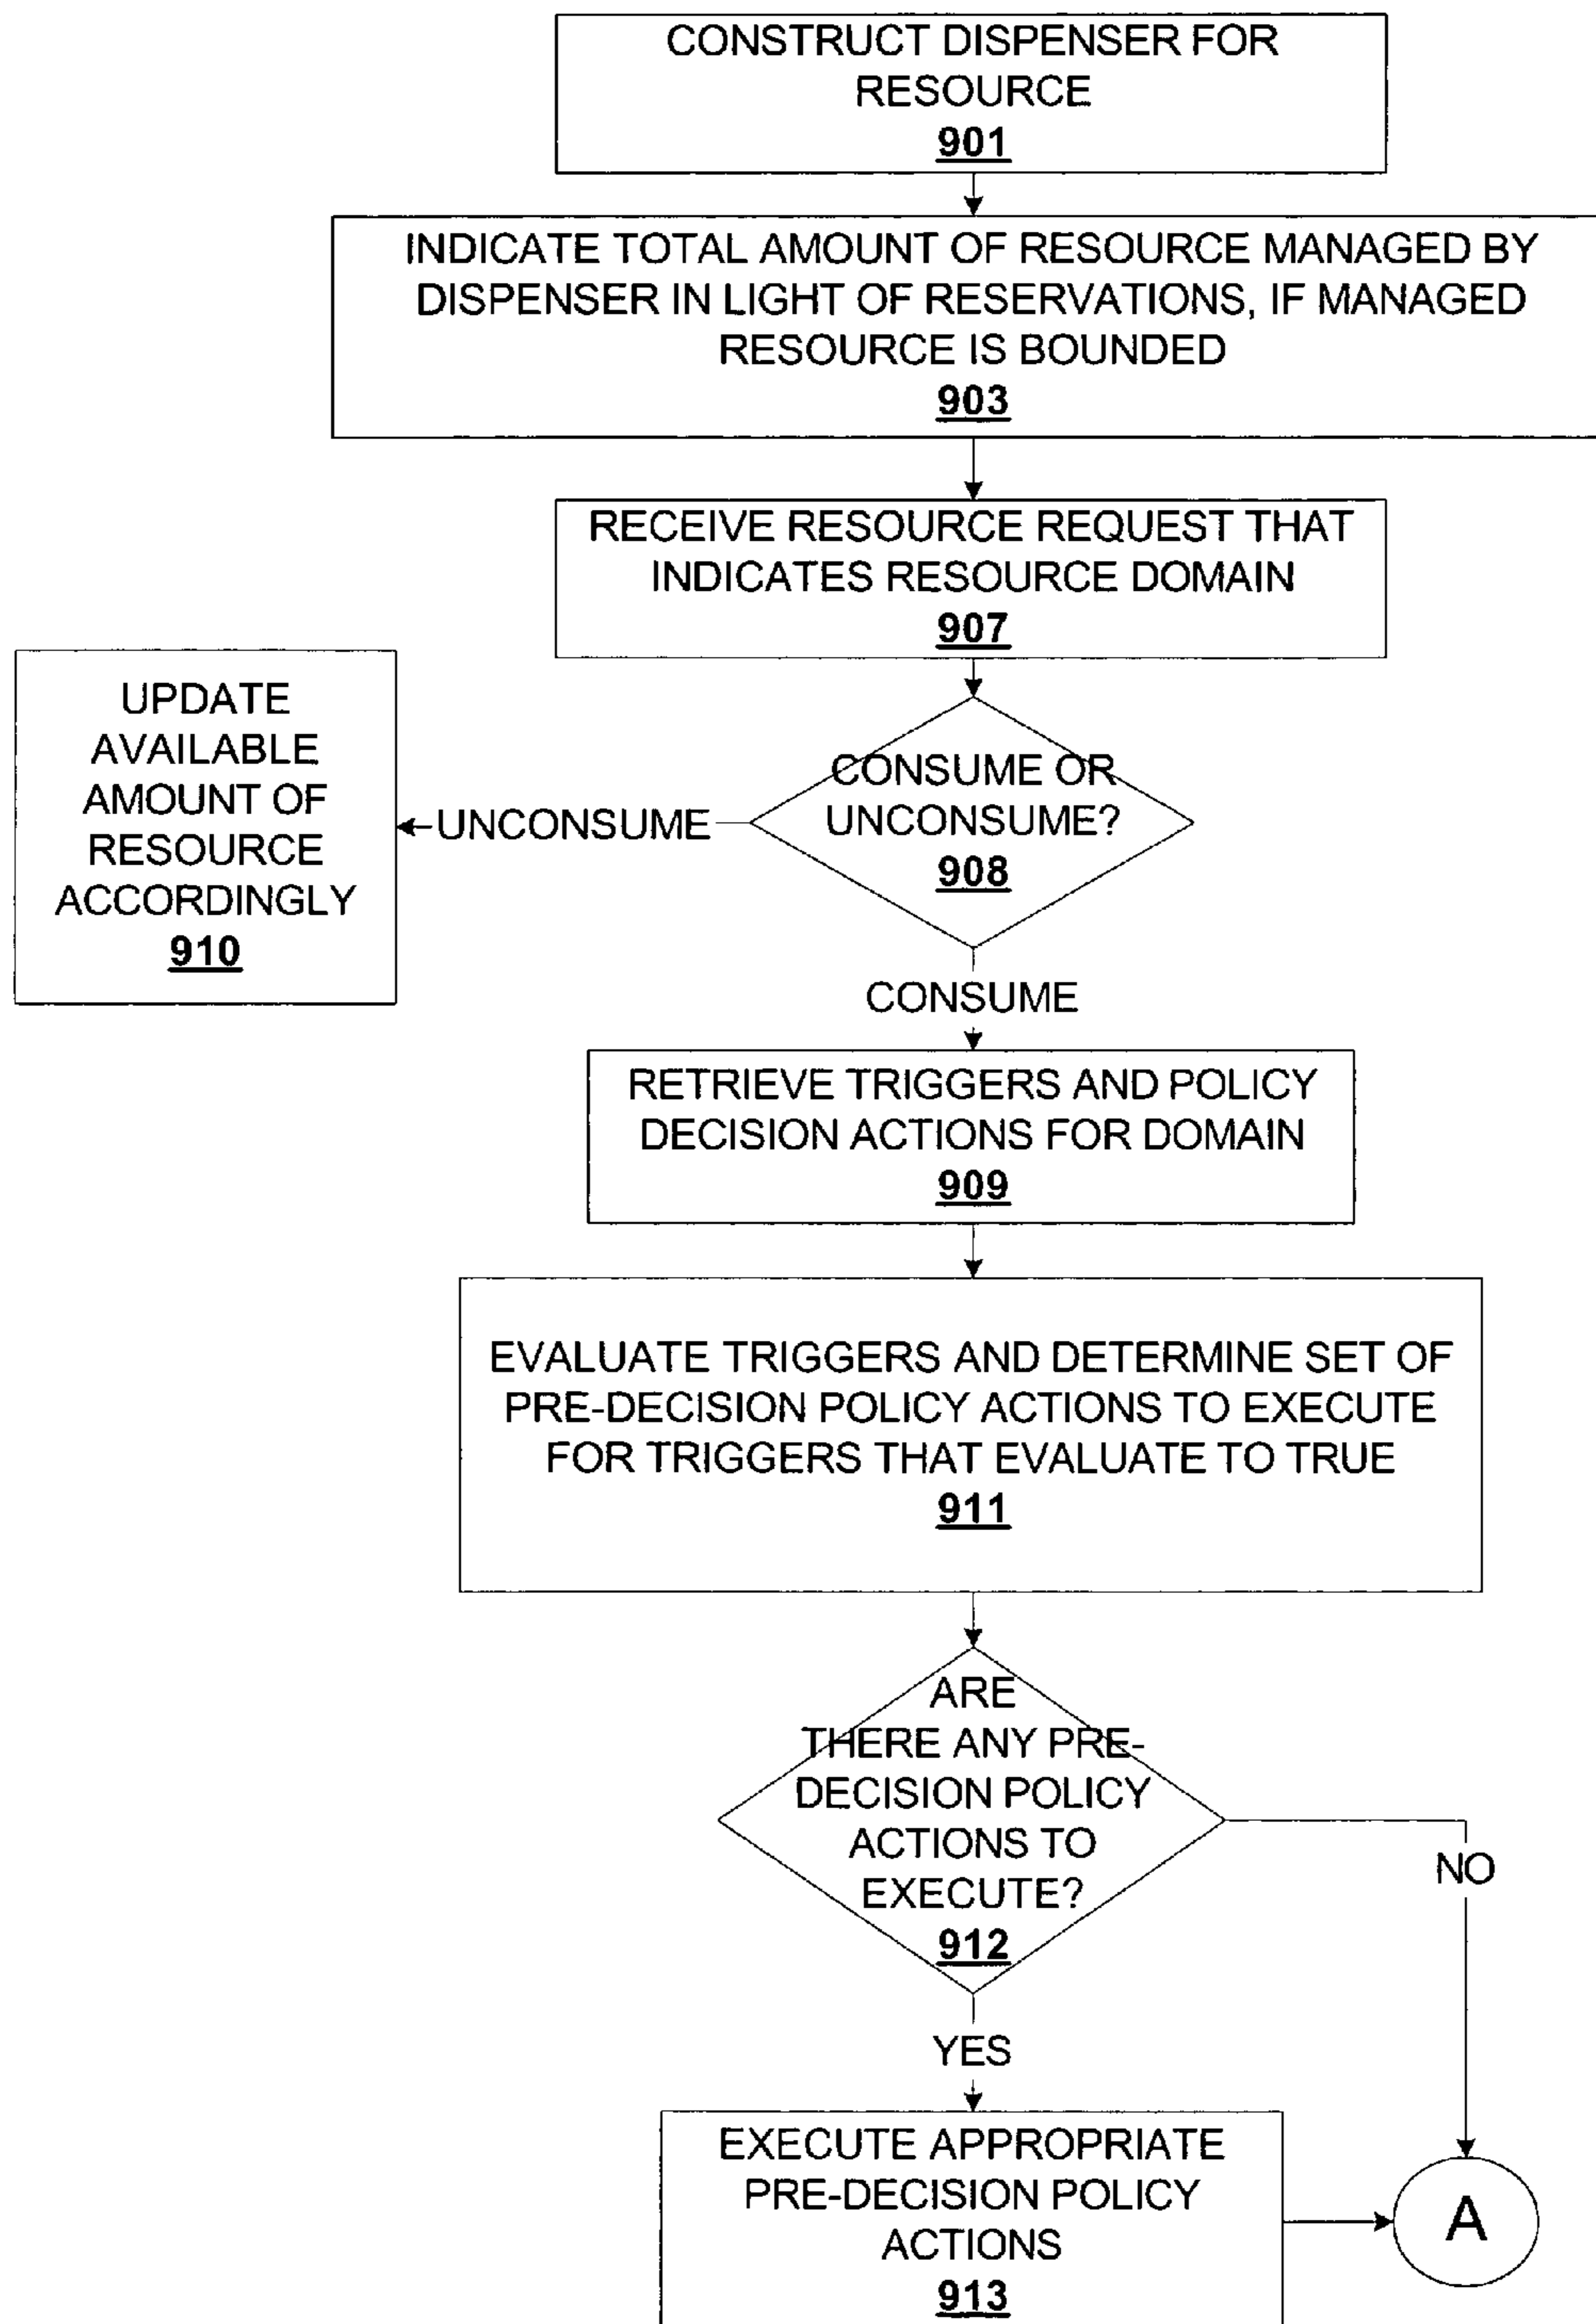 CONSTRUCT DISPENSER FOR
RESOURCE
901
INDICATE TOTAL AMOUNT OF RESOURCE MANAGED BY
DISPENSER IN LIGHT OF RESERVATIONS, IF MANAGED
RESOURCE IS BOUNDED
903
RECEIVE RESOURCE REQUEST THAT
INDICATES RESOURCE DOMAIN
907
CONSUME OR
UNCONSUME?
908
UNCONSUME
UPDATE
AVAILABLE
AMOUNT OF
RESOURCE
ACCORDINGLY
910
CONSUME
RETRIEVE TRIGGERS AND POLICY
DECISION ACTIONS FOR DOMAIN
909
EVALUATE TRIGGERS AND DETERMINE SET OF
PRE-DECISION POLICY ACTIONS TO EXECUTE
FOR TRIGGERS THAT EVALUATE TO TRUE
911
ARE
THERE ANY PRE-
DECISION POLICY
ACTIONS TO
EXECUTE?
912
NO
YES
EXECUTE APPROPRIATE
PRE-DECISION POLICY
ACTIONS
913
A